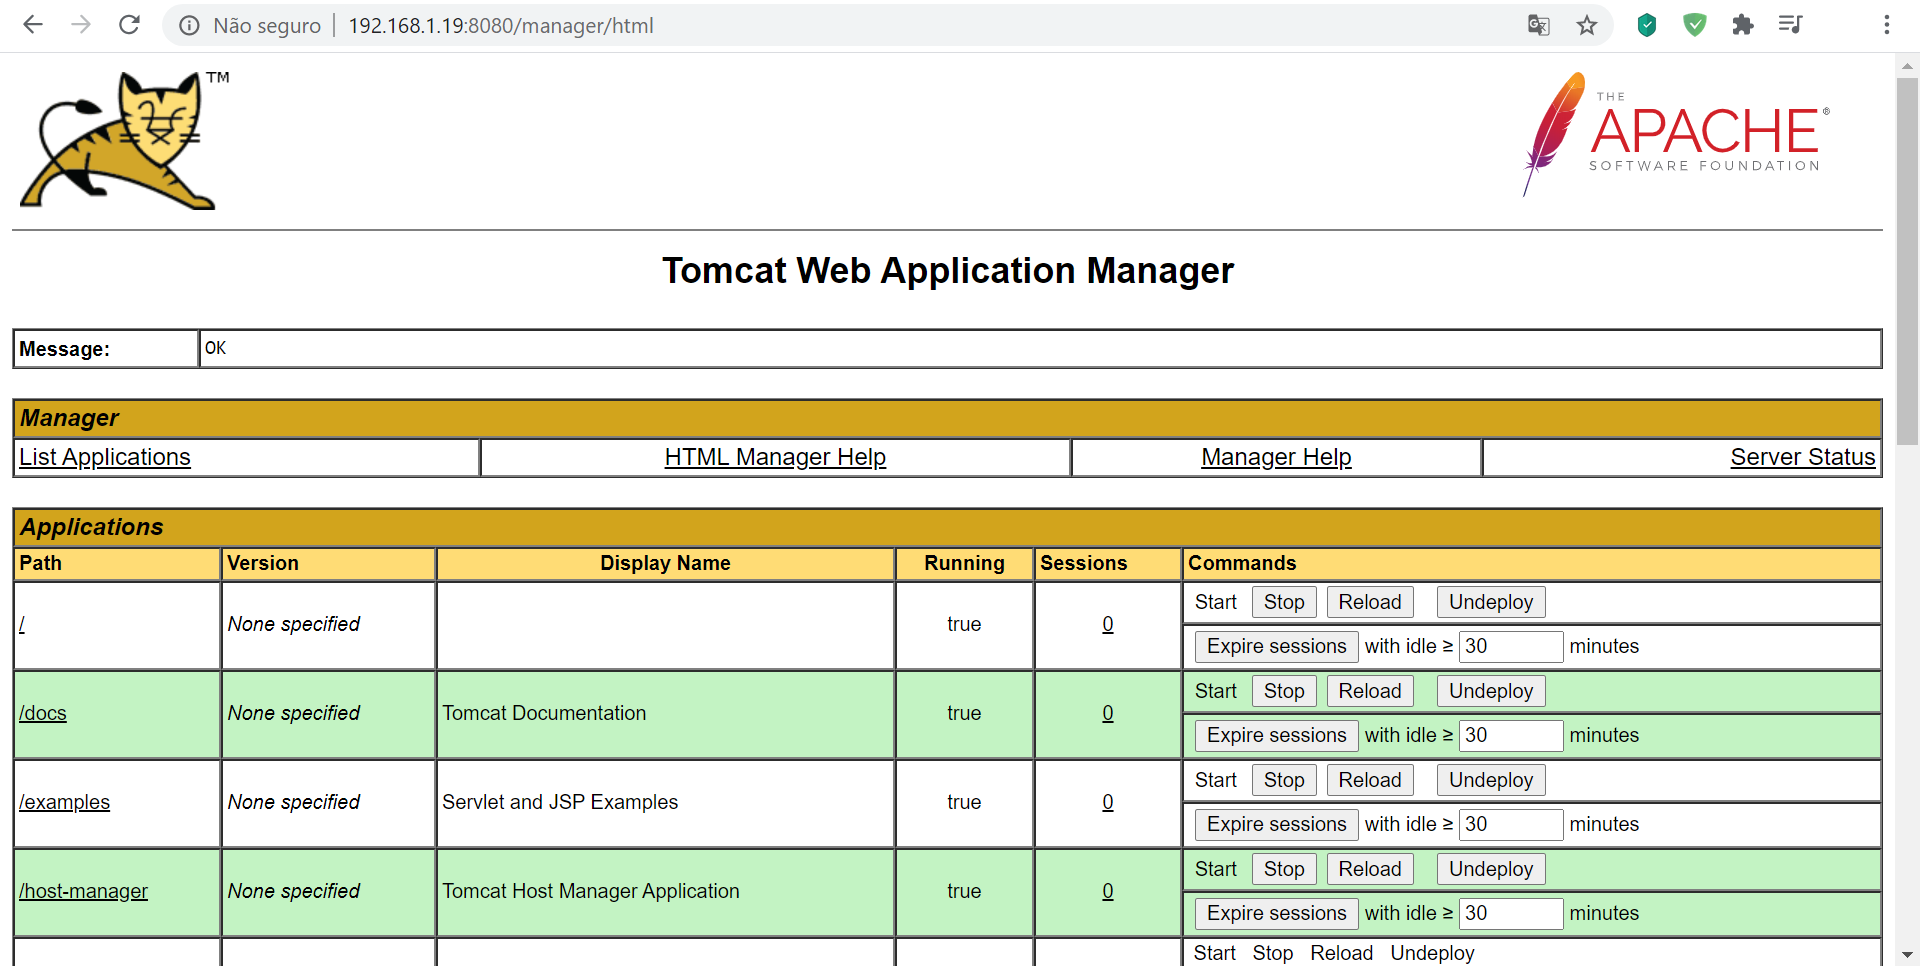 Não seguro 192.168.1.19:8080/manager/html
TM
THE
APACHE®
SOFTWARE FOUNDATION
Tomcat Web Application Manager
Message: OK
Manager
List Applications HTML Manager Help Manager Help Server Status
Applications
Path Version Display Name Running Sessions Commands
/ None specified true 0 Start Stop Reload Undeploy
Expire sessions with idle ≥ 30 minutes
/docs None specified Tomcat Documentation true 0 Start Stop Reload Undeploy
Expire sessions with idle ≥ 30 minutes
/examples None specified Servlet and JSP Examples true 0 Start Stop Reload Undeploy
Expire sessions with idle ≥ 30 minutes
/host-manager None specified Tomcat Host Manager Application true 0 Start Stop Reload Undeploy
Expire sessions with idle ≥ 30 minutes
Start Stop Reload Undeploy